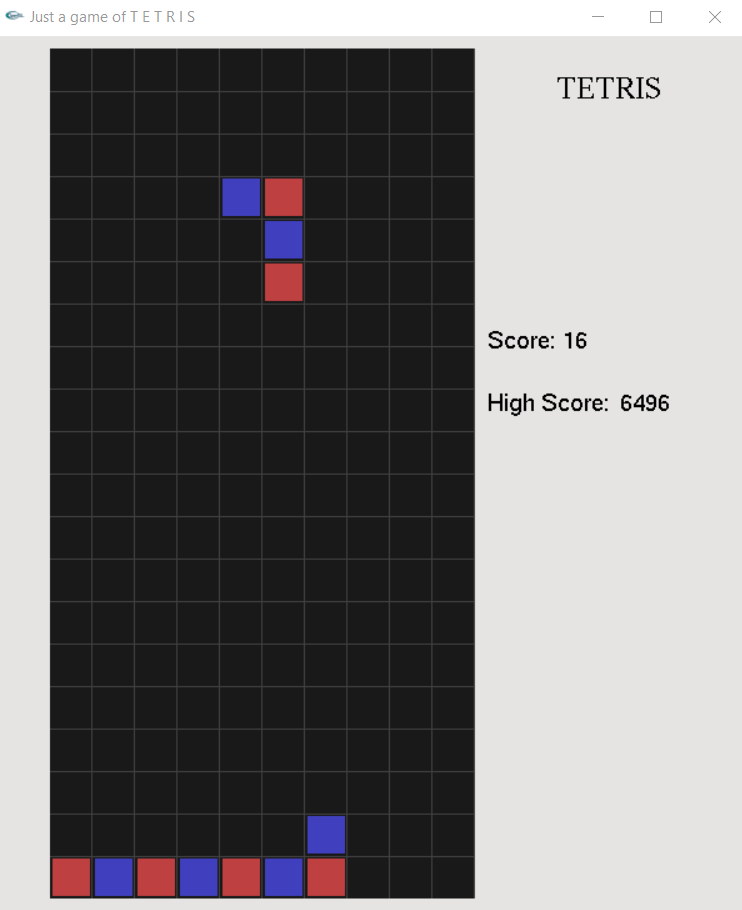 Just a game of T E T R I S
TETRIS
Score: 16
High Score: 6496